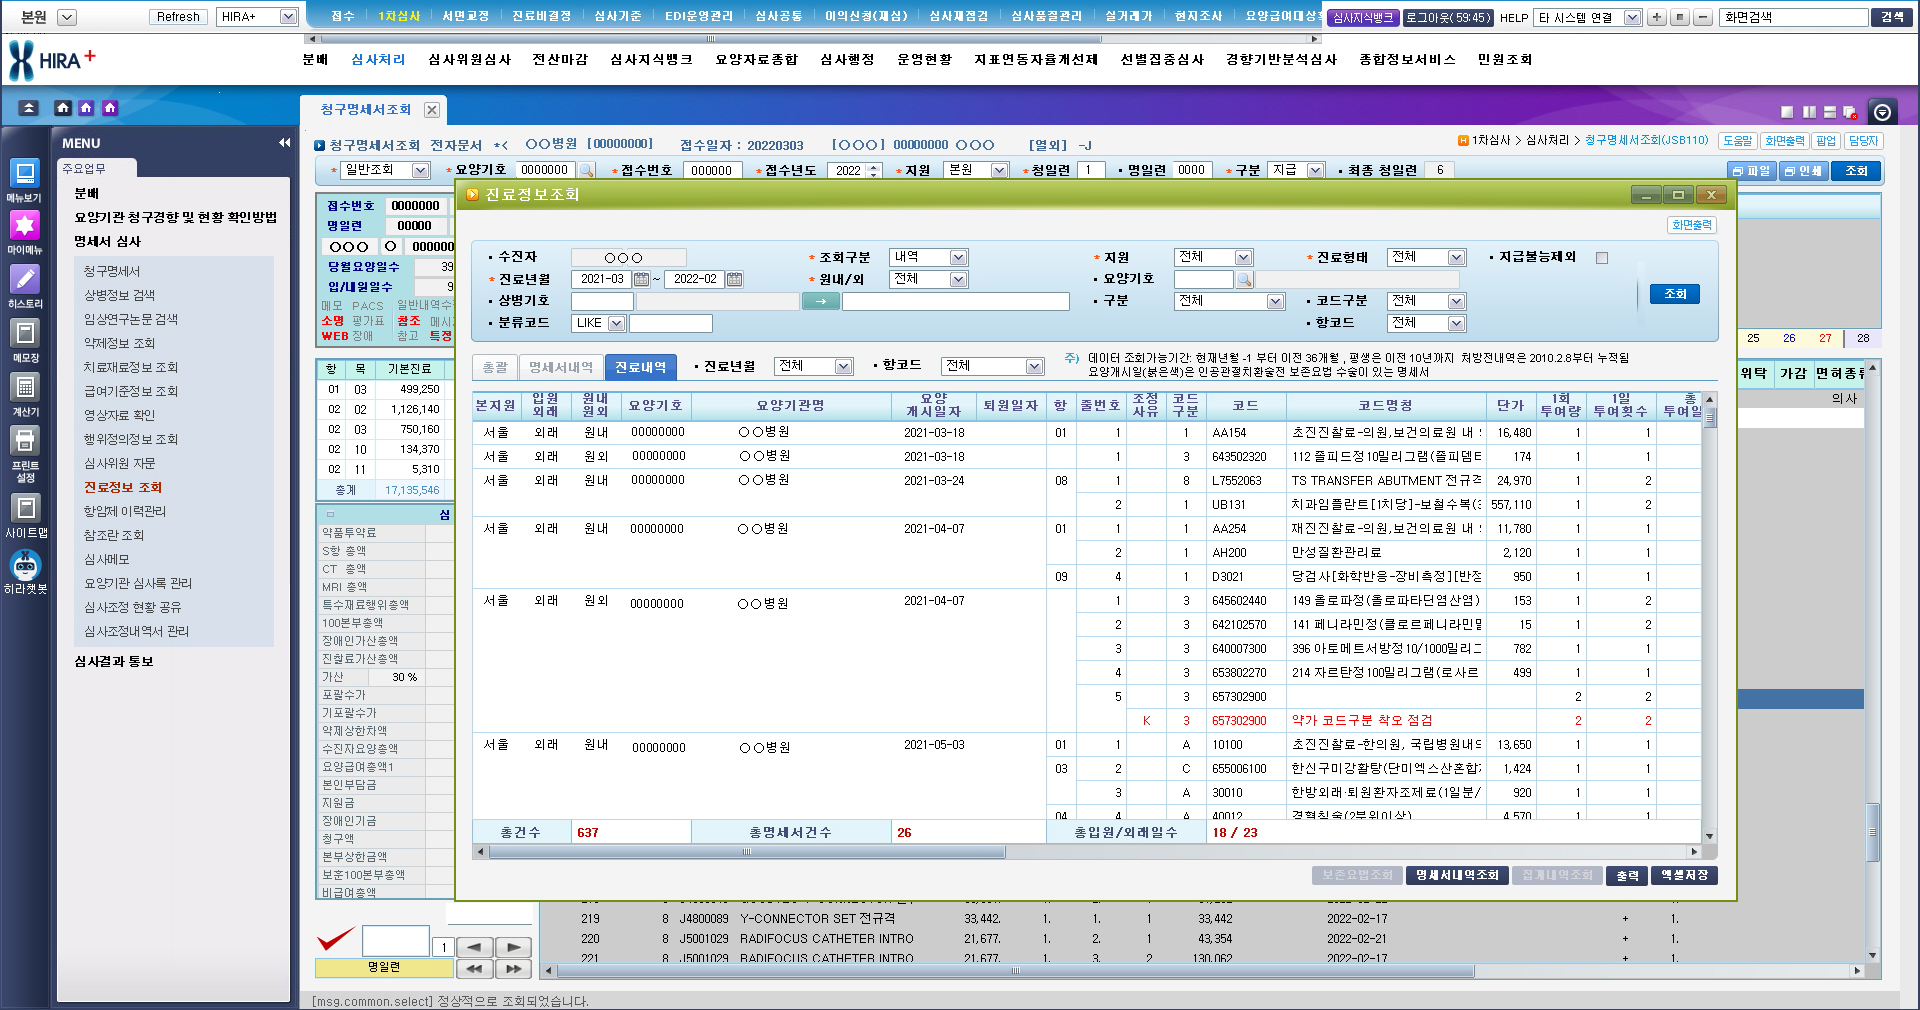 본원 Refresh HIRA+ 접수 1차심사 서면교정 진료비결정 심사기준 EDI운영관리 심사공통 이의신청(재심) 심사재점검 심사품질관리 실거래가 현지조사 요양급여대상 심사지식뱅크 로그아웃(59:45) HELP 타 시스템 연결 화면검색 검색
HIRA+ 분배 심사처리 심사위원심사 전산마감 심사지식뱅크 요양자료종합 심사행정 운영현황 지표연동자율개선제 선별집중심사 경향기반분석심사 종합정보서비스 민원조회
청구명세서조회
MENU
주요업무
분배
요양기관 청구경향 및 현황 확인방법
명세서 심사
청구명세서
상병정보 검색
임상연구논문 검색
약제정보 조회
치료재료정보 조회
급여기준정보 조회
영상자료 확인
행위정의정보 조회
심사위원 자문
진료정보 조회
항암제 이력관리
참조란 조회
심사메모
요양기관 심사록 관리
심사조정 현황 공유
심사조정내역서 관리
심사결과 통보
메뉴보기
마이메뉴
히스토리
메모장
계산기
프린트
설정
사이트맵
히라챗봇
청구명세서조회 전자문서 *< ○○병원 [00000000] 접수일자 : 20220303 [○○○] 00000000 ○○○ [열외] -J
1차심사 > 심사처리 > 청구명세서조회(JSB110) 도움말 화면출력 팝업 담당자
* 일반조회 * 요양기호 0000000 * 접수번호 000000 * 접수년도 2022 * 지원 본원 * 청일련 1 · 명일련 0000 * 구분 지급 · 최종 청일련 6 파일 인쇄 조회
접수번호 0000000
명일련 00000
○○○ ○ 000000
당월요양일수 39
입/내원일수 9
메모 PACS 일반내역수정
소명 평가표 참조 메시지
WEB 장애 참고 특정
항 목 기본진료
01 03 499,250
02 02 1,126,140
02 03 750,160
02 10 134,370
02 11 5,310
총계 17,135,546
심
약품투약료
S항 총액
CT 총액
MRI 총액
특수재료행위총액
100본부총액
장애인가산총액
진찰료가산총액
가산 30 %
포괄수가
기포괄수가
약제상한차액
수진자요양총액
요양급여총액1
본인부담금
지원금
장애인기금
청구액
본부상한금액
보훈100본부총액
비급여총액
1
명일련
진료정보조회
화면출력
· 수진자 ○○○ * 조회구분 내역 * 지원 전체 * 진료형태 전체 · 지급불능제외
* 진료년월 2021-03 ~ 2022-02 * 원내/외 전체 · 요양기호
· 상병기호 → · 구분 전체 · 코드구분 전체 조회
· 분류코드 LIKE · 항코드 전체
총괄 명세서내역 진료내역 · 진료년월 전체 · 항코드 전체
주) 데이터 조회가능기간: 현재년월 -1 부터 이전 36개월 , 평생은 이전 10년까지 처방전내역은 2010.2.8부터 누적됨
요양개시일(붉은색)은 인공관절치환술전 보존요법 수술이 있는 명세서
본지원 입원외래 원내원외 요양기호 요양기관명 요양개시일자 퇴원일자 항 줄번호 조정사유 코드구분 코드 코드명칭 단가 1회투여량 1일투여횟수 총투여일
서울 외래 원내 00000000 ○○병원 2021-03-18 01 1 1 AA154 초진진찰료-의원,보건의료원 내 16,480 1 1
서울 외래 원외 00000000 ○○병원 2021-03-18 1 3 643502320 112 졸피드정10밀리그램(졸피뎀타 174 1 1
서울 외래 원내 00000000 ○○병원 2021-03-24 08 1 8 L7552063 TS TRANSFER ABUTMENT 전규격 24,970 1 2
2 1 UB131 치과임플란트[1치당]-보철수복( 557,110 1 2
서울 외래 원내 00000000 ○○병원 2021-04-07 01 1 1 AA254 재진진찰료-의원,보건의료원 내 11,780 1 1
2 1 AH200 만성질환관리료 2,120 1 1
09 4 1 D3021 당검사[화학반응-장비측정][반정 950 1 1
서울 외래 원외 00000000 ○○병원 2021-04-07 1 3 645602440 149 올로파정(올로파타딘염산염) 153 1 2
2 3 642102570 141 페니라민정(클로르페니라민말 15 1 2
3 3 640007300 396 아토메트서방정10/1000밀리그 782 1 1
4 3 653802270 214 자르탄정100밀리그램(로사르 499 1 1
5 3 657302900 2 2
K 3 657302900 약가 코드구분 착오 점검 2 2
서울 외래 원내 00000000 ○○병원 2021-05-03 01 1 A 10100 초진진찰료-한의원, 국립병원내의 13,650 1 1
03 2 C 655006100 한신구미강활탕(단미엑스산혼합 1,424 1 1
3 A 30010 한방외래·퇴원환자조제료(1일분/ 920 1 1
04 4 A 40012 경혈침술(2부위이상) 4,570 1 1
총건수 637 총명세서건수 26 총입원/외래일수 18 / 23
보존요법조회 명세서내역조회 집계내역조회 출력 엑셀저장
25 26 27 28
위탁 가감 면허종류
의사
219 8 J4800089 Y-CONNECTOR SET 전규격 33,442. 1. 1. 1 33,442 2022-02-17 + 1.
220 8 J5001029 RADIFOCUS CATHETER INTRO 21,677. 1. 2. 1 43,354 2022-02-21 + 1.
221 8 J5001029 RADIFOCUS CATHETER INTRO 21,677. 1. 3. 2 130,062 2022-02-17 + 1.
[msg.common.select] 정상적으로 조회되었습니다.